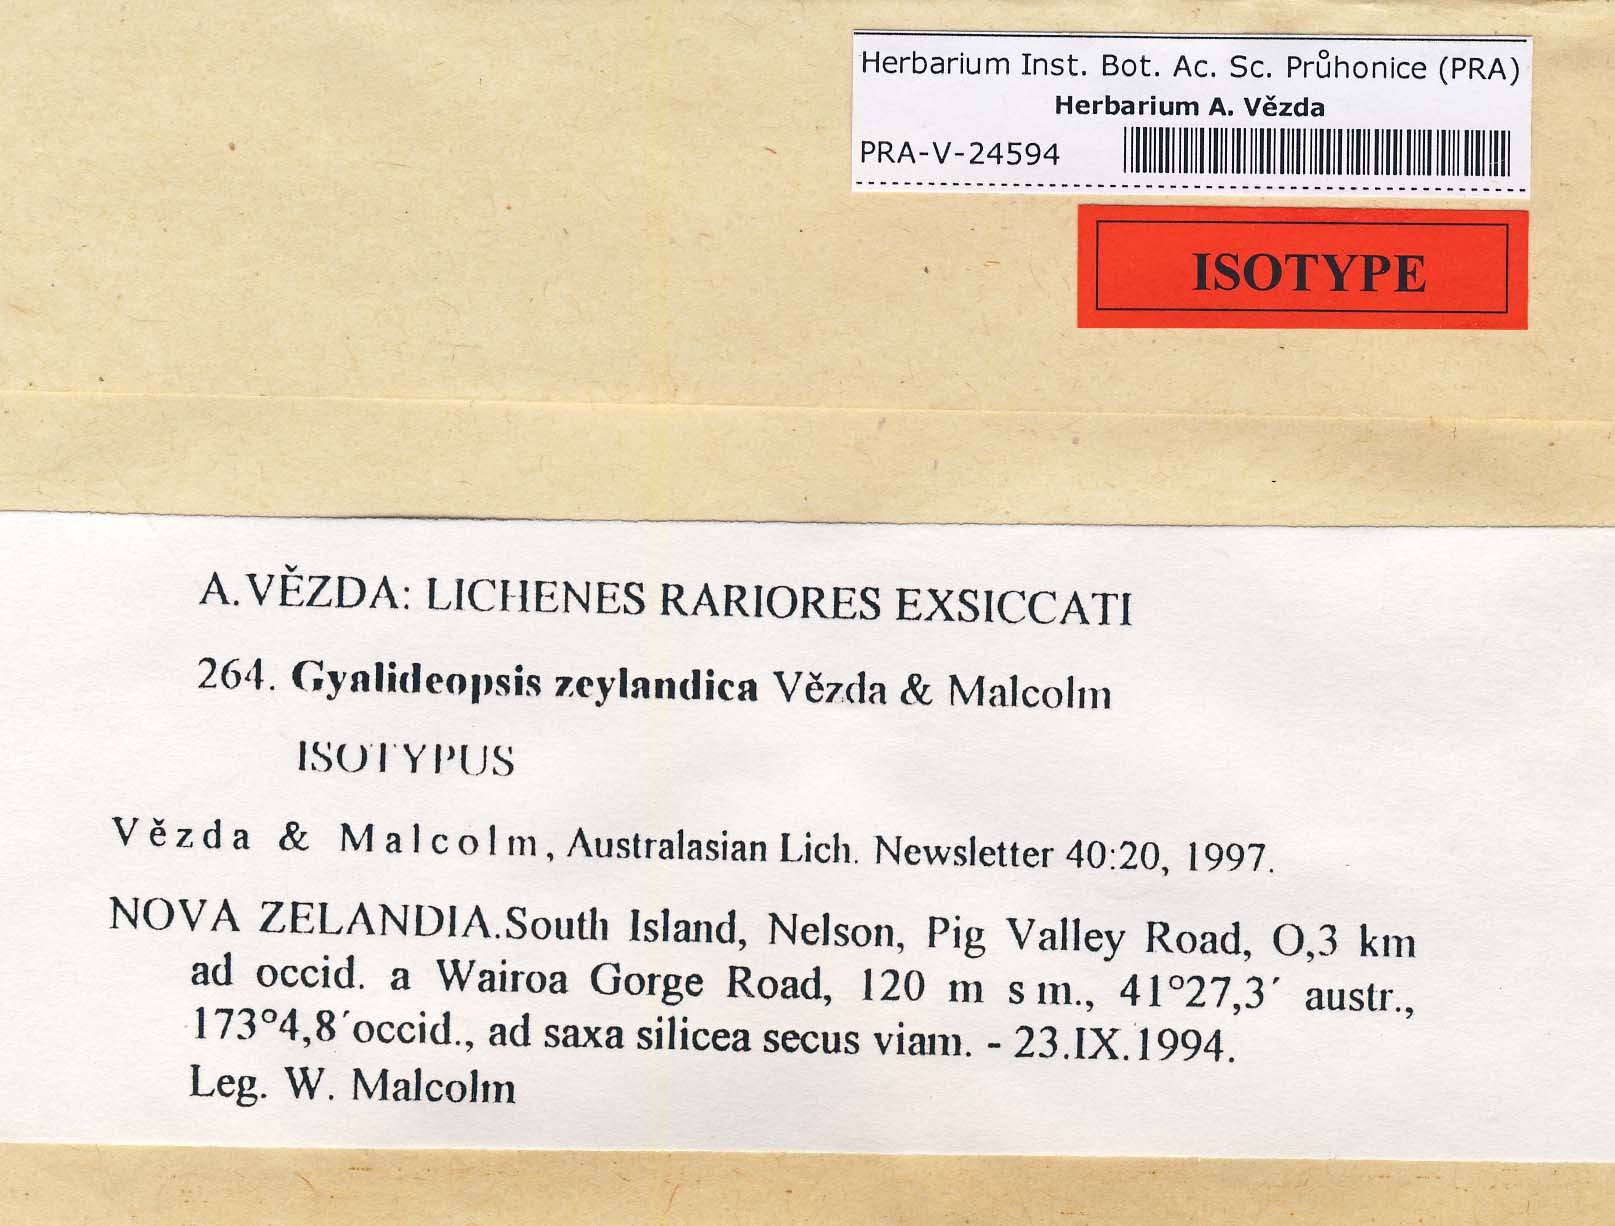 Herbarium Inst. Bot. Ac. Sc. Průhonice (PRA)
Herbarium A. Vězda
PRA-V-24594
ISOTYPE
A.VĚZDA: LICHENES RARIORES EXSICCATI
264. Gyalideopsis zeylandica Vězda & Malcolm
ISOTYPUS
Vězda & Malcolm, Australasian Lich. Newsletter 40:20, 1997.
NOVA ZELANDIA.South Island, Nelson, Pig Valley Road, O,3 km
ad occid. a Wairoa Gorge Road, 120 m s m., 41°27,3´ austr.,
173°4,8´occid., ad saxa silicea secus viam. - 23.IX.1994.
Leg. W. Malcolm